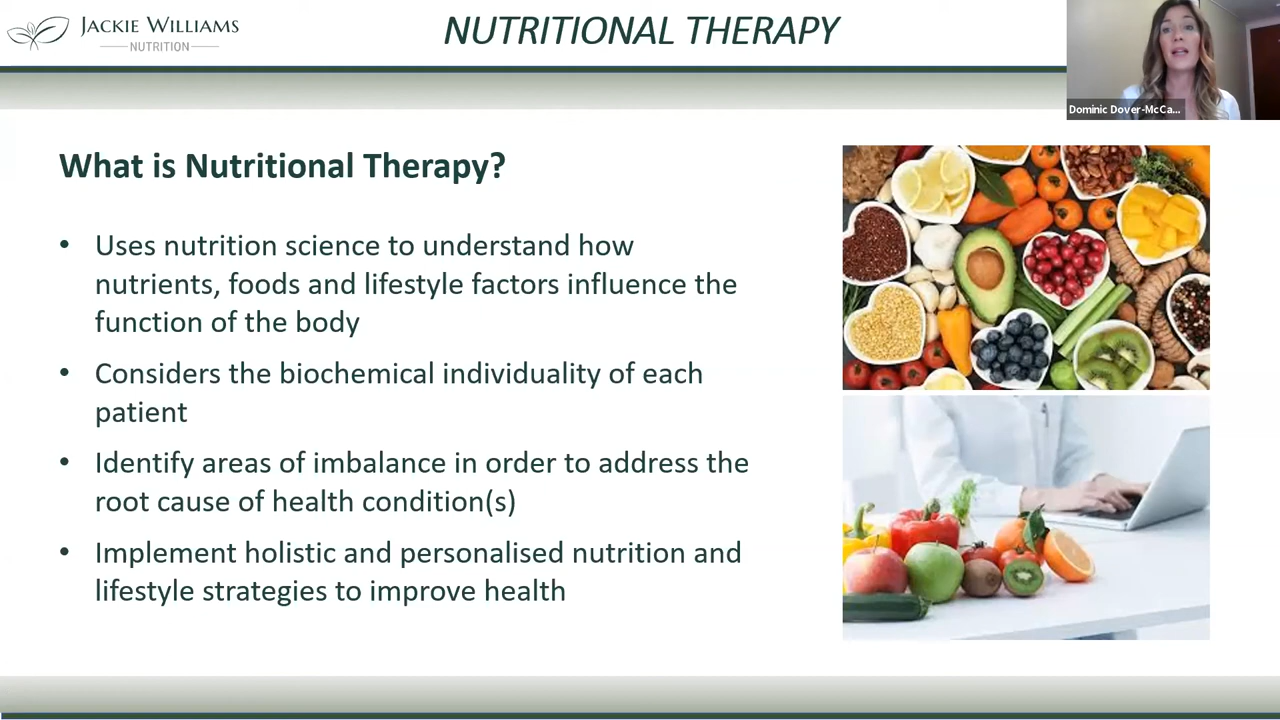 JACKIE WILLIAMS
NUTRITION
NUTRITIONAL THERAPY
Dominic Dover-McCa...
What is Nutritional Therapy?
• Uses nutrition science to understand how
nutrients, foods and lifestyle factors influence the
function of the body
• Considers the biochemical individuality of each
patient
• Identify areas of imbalance in order to address the
root cause of health condition(s)
• Implement holistic and personalised nutrition and
lifestyle strategies to improve health